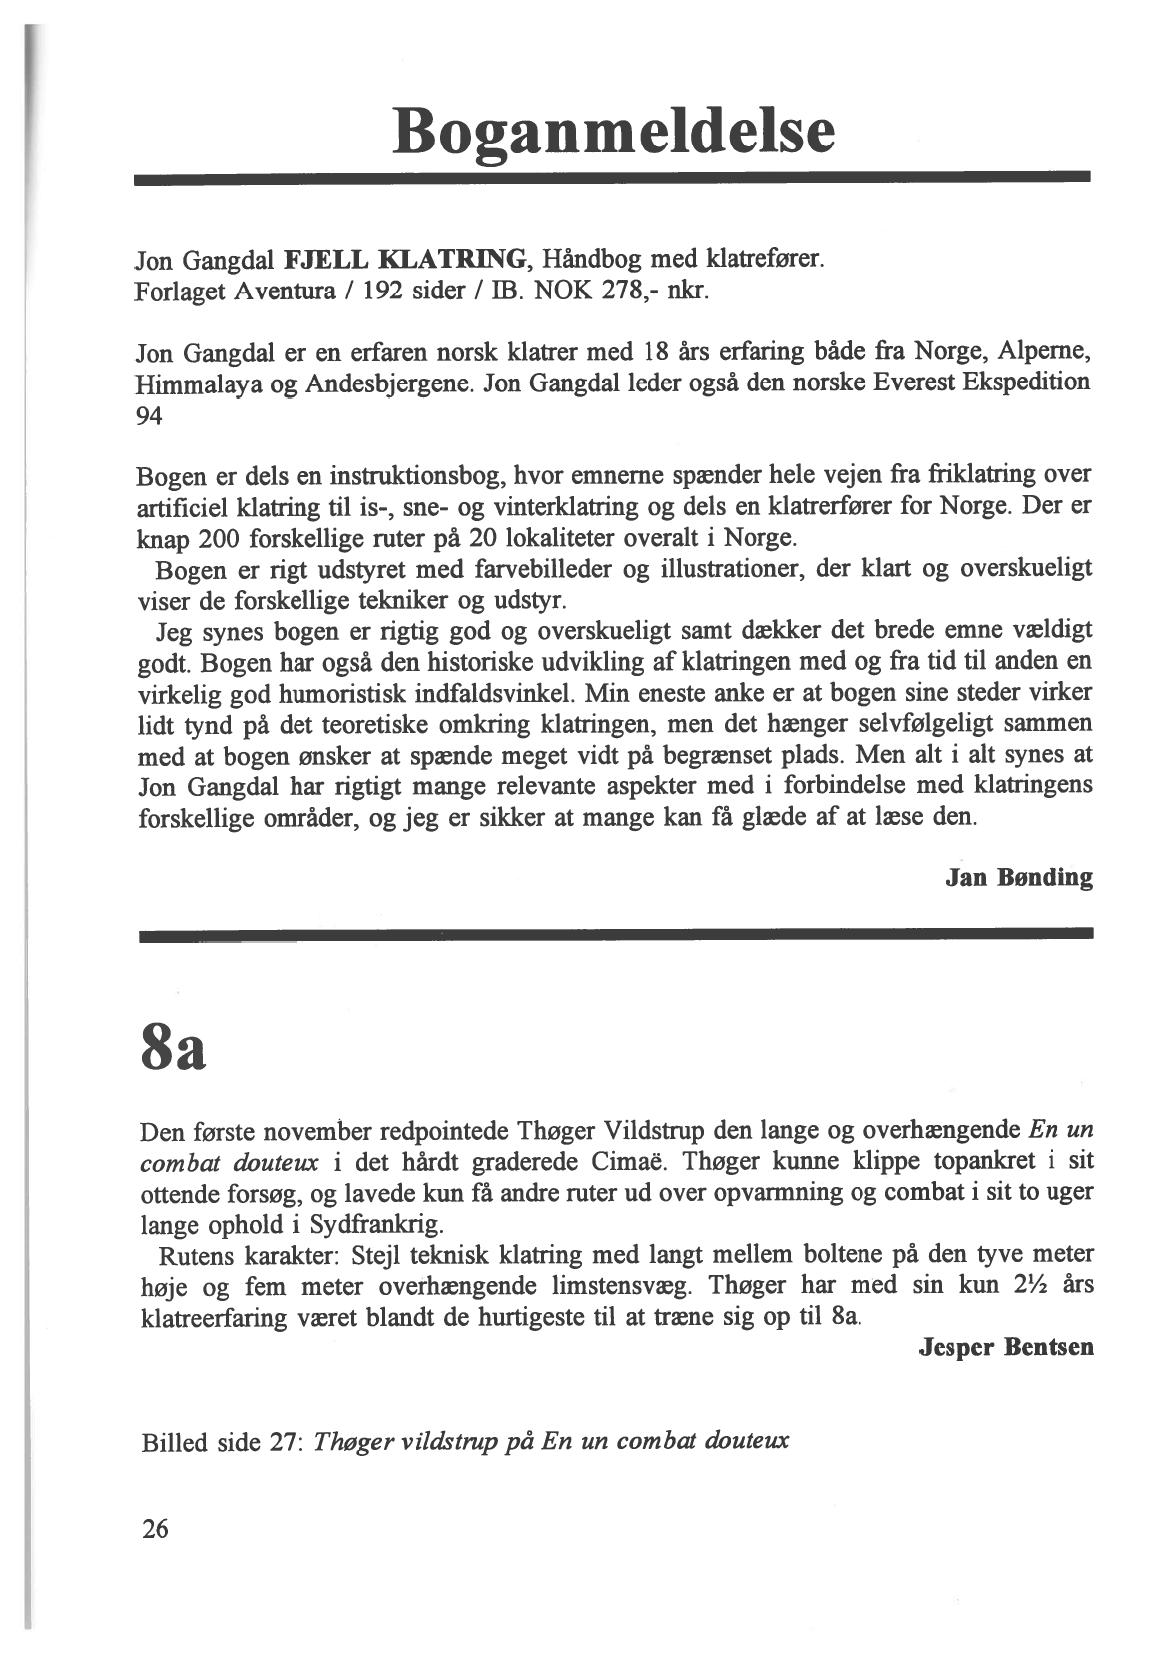 Boganmeldelse
Jon Gangdal FJELL KLATRING, Håndbog med klatrefører.
Forlaget Aventura / 192 sider / IB. NOK 278,- nkr.
Jon Gangdal er en erfaren norsk klatrer med 18 års erfaring både fra Norge, Alperne,
Himmalaya og Andesbjergene. Jon Gangdal leder også den norske Everest Ekspedition
94
Bogen er dels en instruktionsbog, hvor emnerne spænder hele vejen fra friklatring over
artificiel klatring til is-, sne- og vinterklatring og dels en klatrerfører for Norge. Der er
knap 200 forskellige ruter på 20 lokaliteter overalt i Norge.
Bogen er rigt udstyret med farvebilleder og illustrationer, der klart og overskueligt
viser de forskellige tekniker og udstyr.
Jeg synes bogen er rigtig god og overskueligt samt dækker det brede emne vældigt
godt. Bogen har også den historiske udvikling af klatringen med og fra tid til anden en
virkelig god humoristisk indfaldsvinkel. Min eneste anke er at bogen sine steder virker
lidt tynd på det teoretiske omkring klatringen, men det hænger selvfølgeligt sammen
med at bogen ønsker at spænde meget vidt på begrænset plads. Men alt i alt synes at
Jon Gangdal har rigtigt mange relevante aspekter med i forbindelse med klatringens
forskellige områder, og jeg er sikker at mange kan få glæde af at læse den.
Jan Bønding
8a
Den første november redpointede Thøger Vildstrup den lange og overhængende En un
combat douteux i det hårdt graderede Cimaë. Thøger kunne klippe topankret i sit
ottende forsøg, og lavede kun få andre ruter ud over opvarmning og combat i sit to uger
lange ophold i Sydfrankrig.
Rutens karakter: Stejl teknisk klatring med langt mellem boltene på den tyve meter
høje og fem meter overhængende limstensvæg. Thøger har med sin kun 2½ års
klatreerfaring været blandt de hurtigeste til at træne sig op til 8a.
Jesper Bentsen
Billed side 27: Thøger vildstrup på En un combat douteux
26